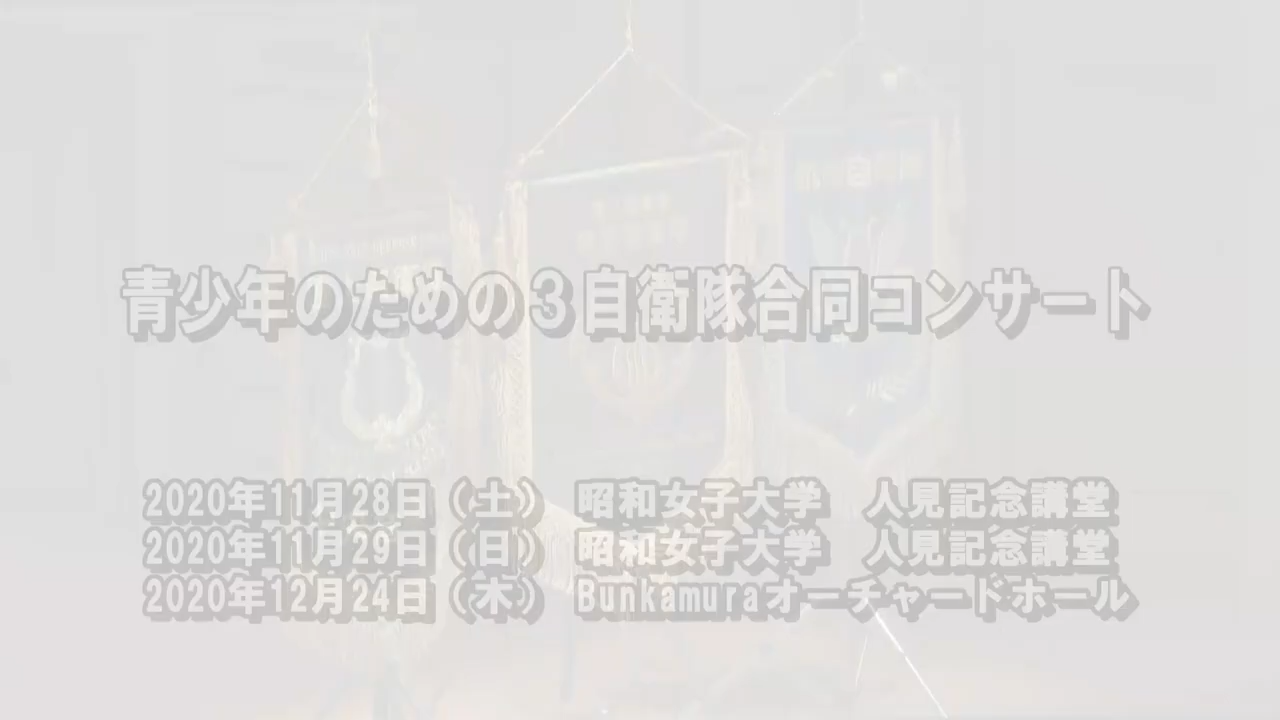 青少年のための３自衛隊合同コンサート
2020年11月28日（土）　昭和女子大学　人見記念講堂
2020年11月29日（日）　昭和女子大学　人見記念講堂
2020年12月24日（木）　Bunkamuraオーチャードホール